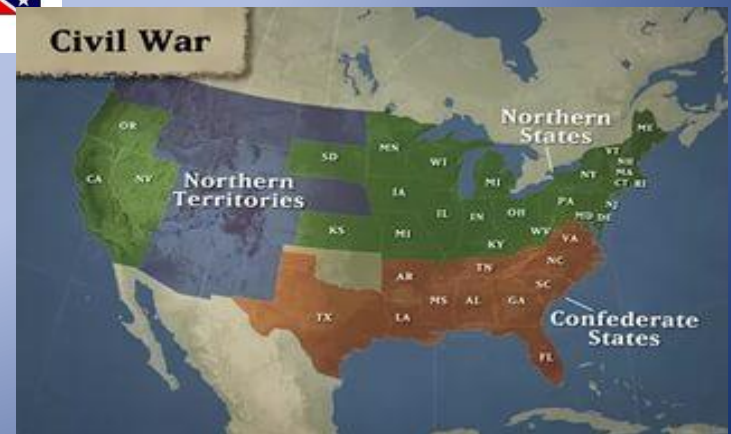 Civil War
Northern
States
Northern
Territories
Confederate
States
OR
CA
NV
SD
KS
MN
IA
MI
WI
IL
MI
IN
OH
KY
WV
PA
NY
VT
NH
MA
CT RI
ME
NJ
MD DE
VA
NC
SC
TN
AR
MS
AL
GA
LA
TX
FL